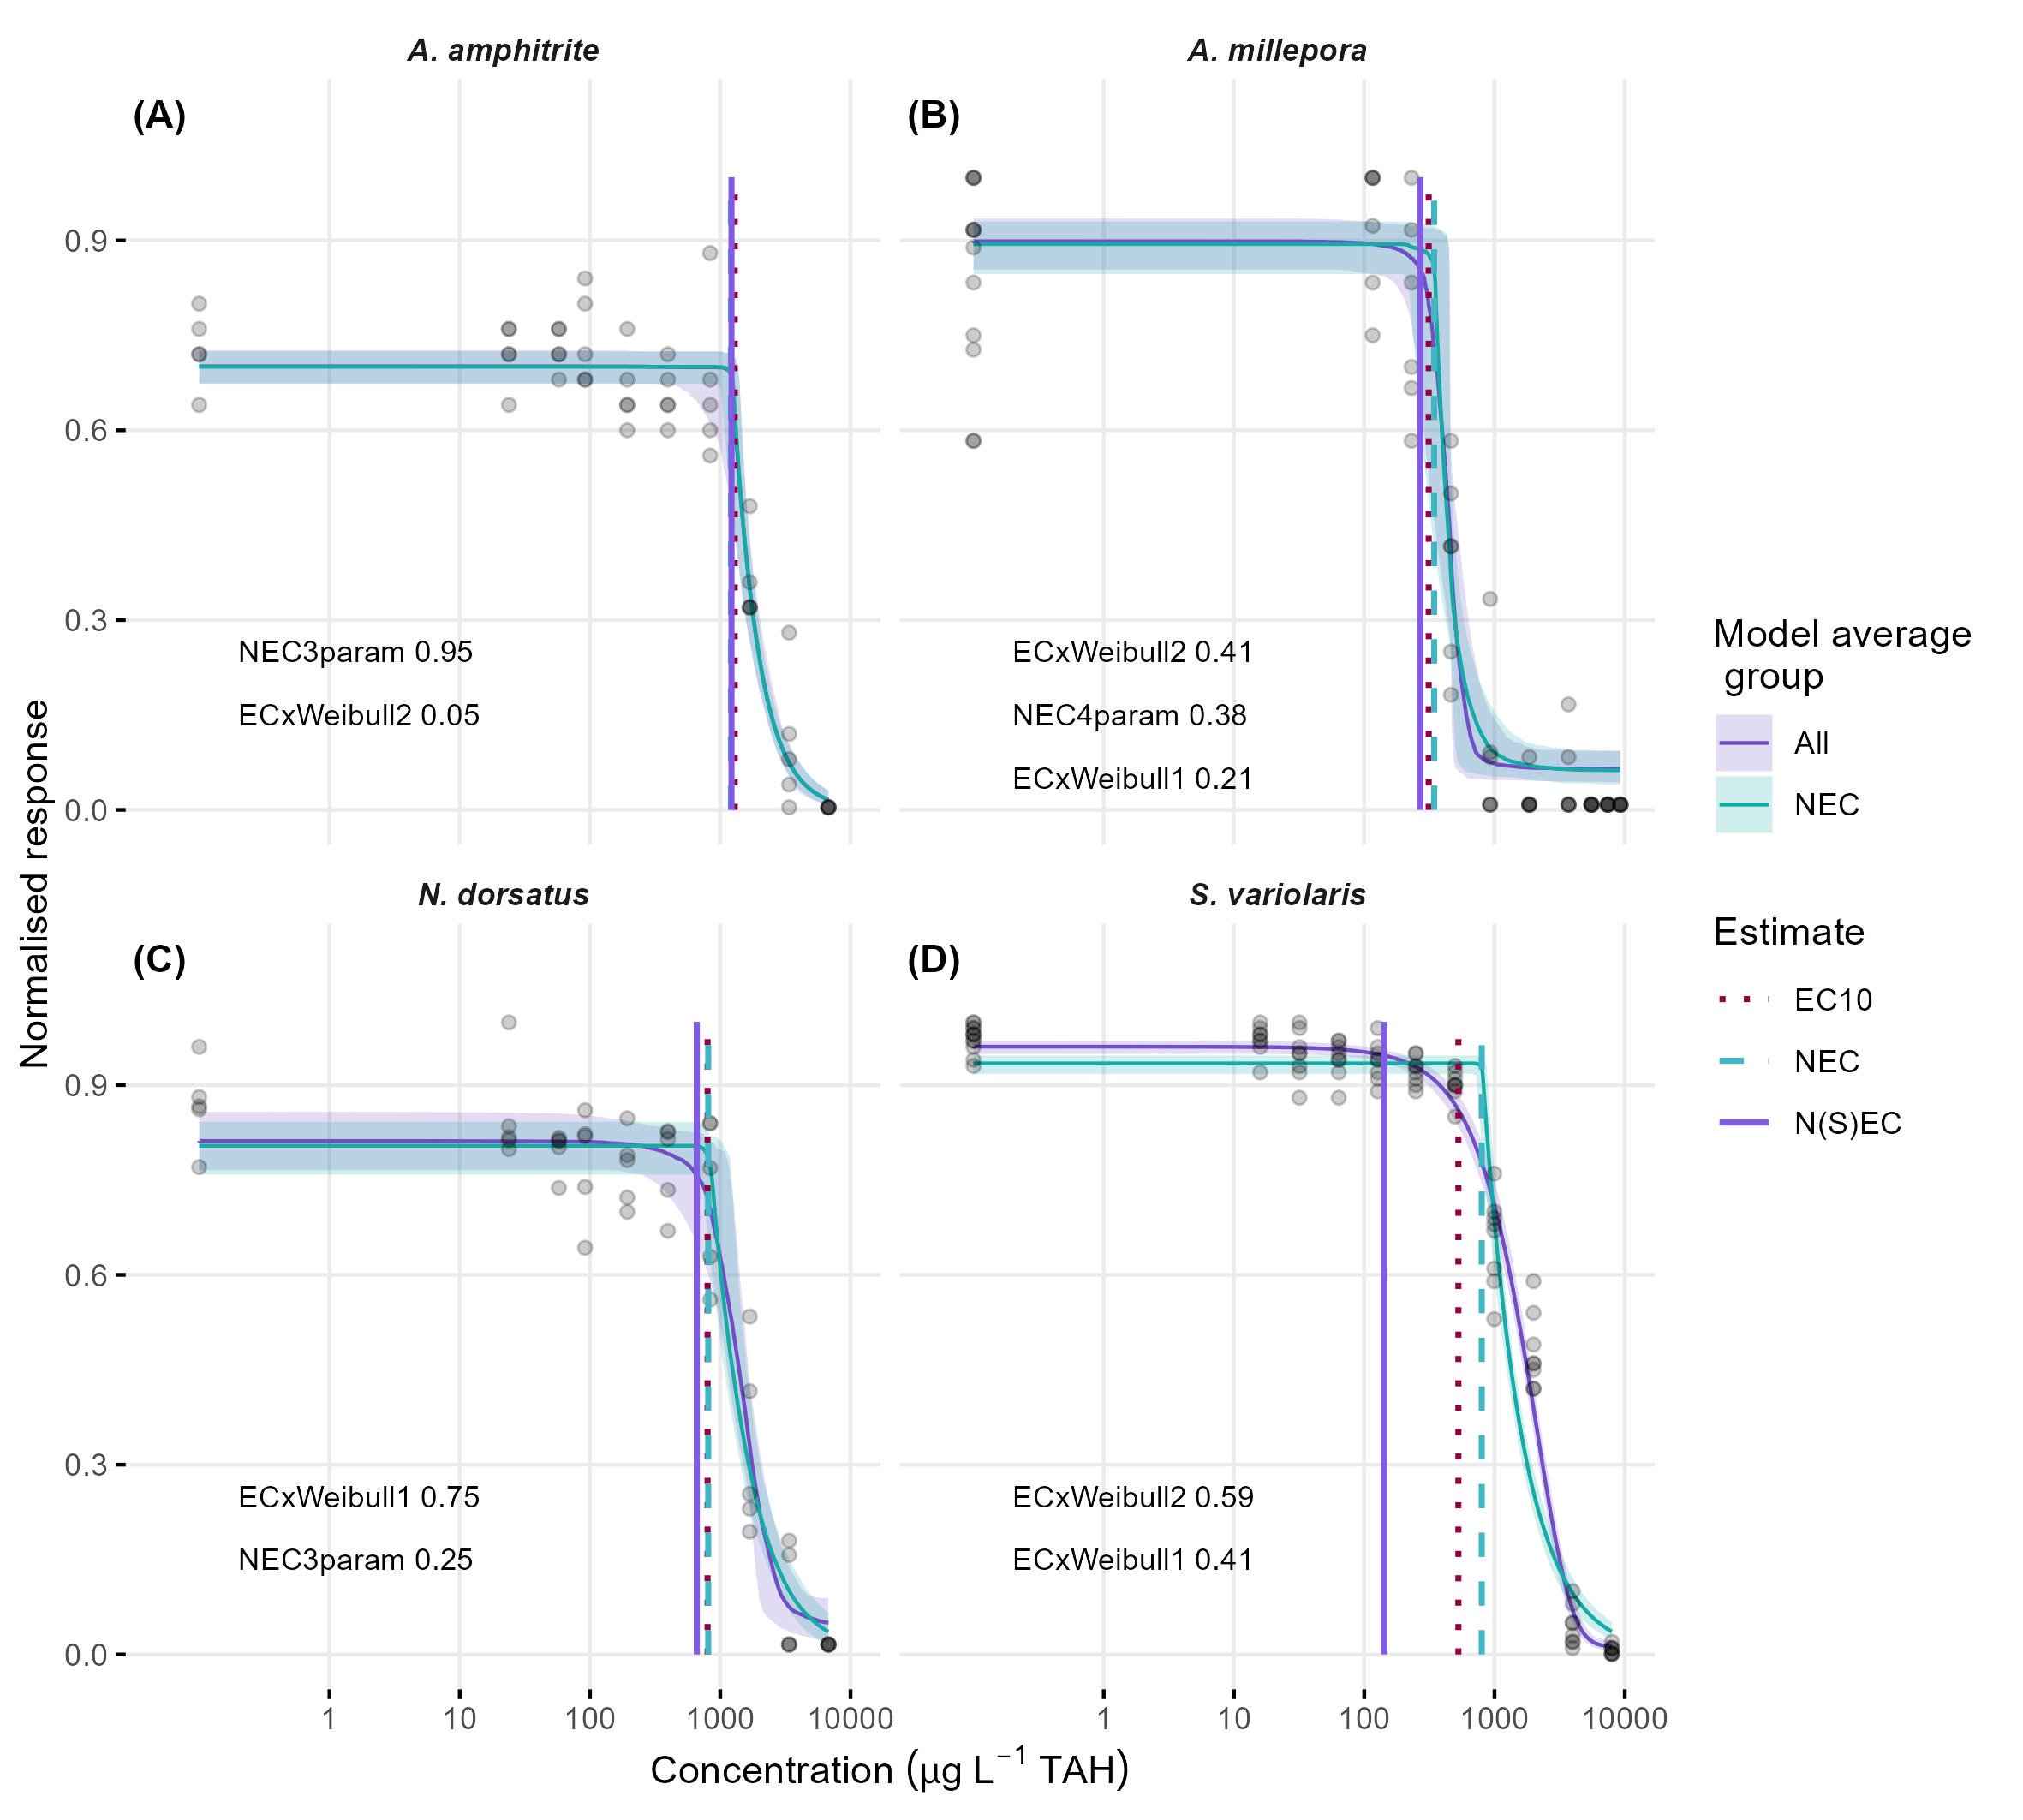 A. amphitrite
A. millepora
(A)
(B)
0.9
0.6
0.3
0.0
NEC3param 0.95
ECxWeibull2 0.05
ECxWeibull2 0.41
NEC4param 0.38
ECxWeibull1 0.21
N. dorsatus
S. variolaris
(C)
(D)
0.9
0.6
0.3
0.0
ECxWeibull1 0.75
NEC3param 0.25
ECxWeibull2 0.59
ECxWeibull1 0.41
1 10 100 1000 10000
1 10 100 1000 10000
Normalised response
Concentration (µg L⁻¹ TAH)
Model average
group
All
NEC
Estimate
EC10
NEC
N(S)EC